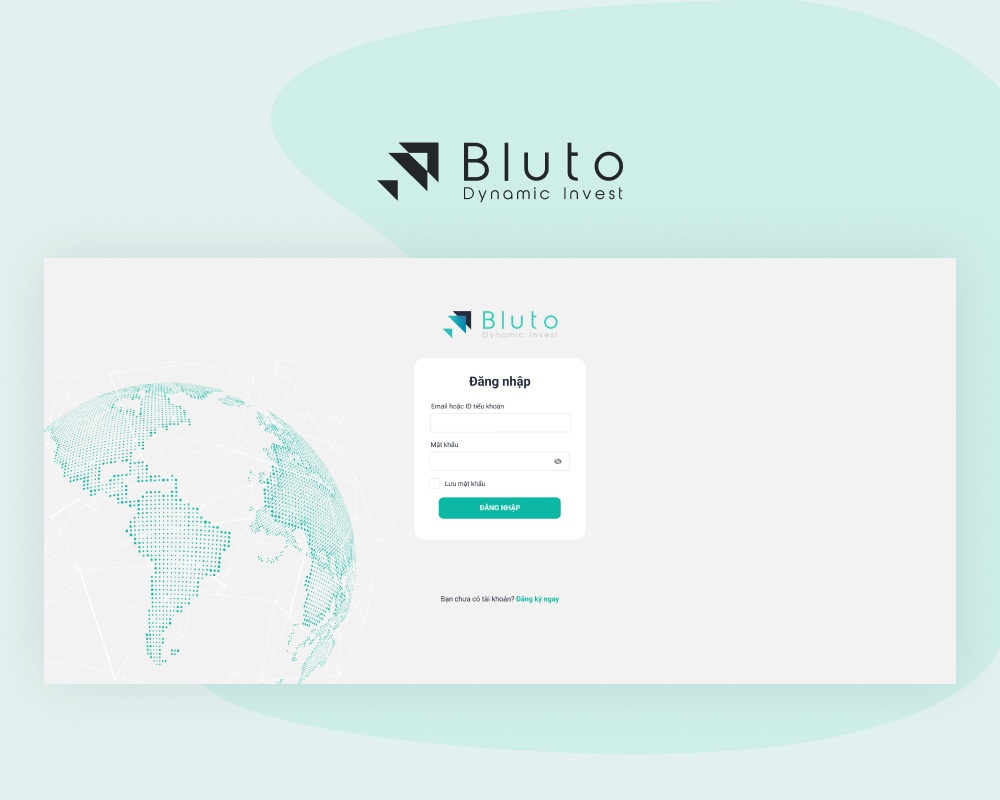 Bluto
Dynamic Invest
Bluto
Dynamic Invest
Đăng nhập
Email hoặc ID tiểu khoản
Mật khẩu
Lưu mật khẩu
ĐĂNG NHẬP
Bạn chưa có tài khoản? Đăng ký ngay